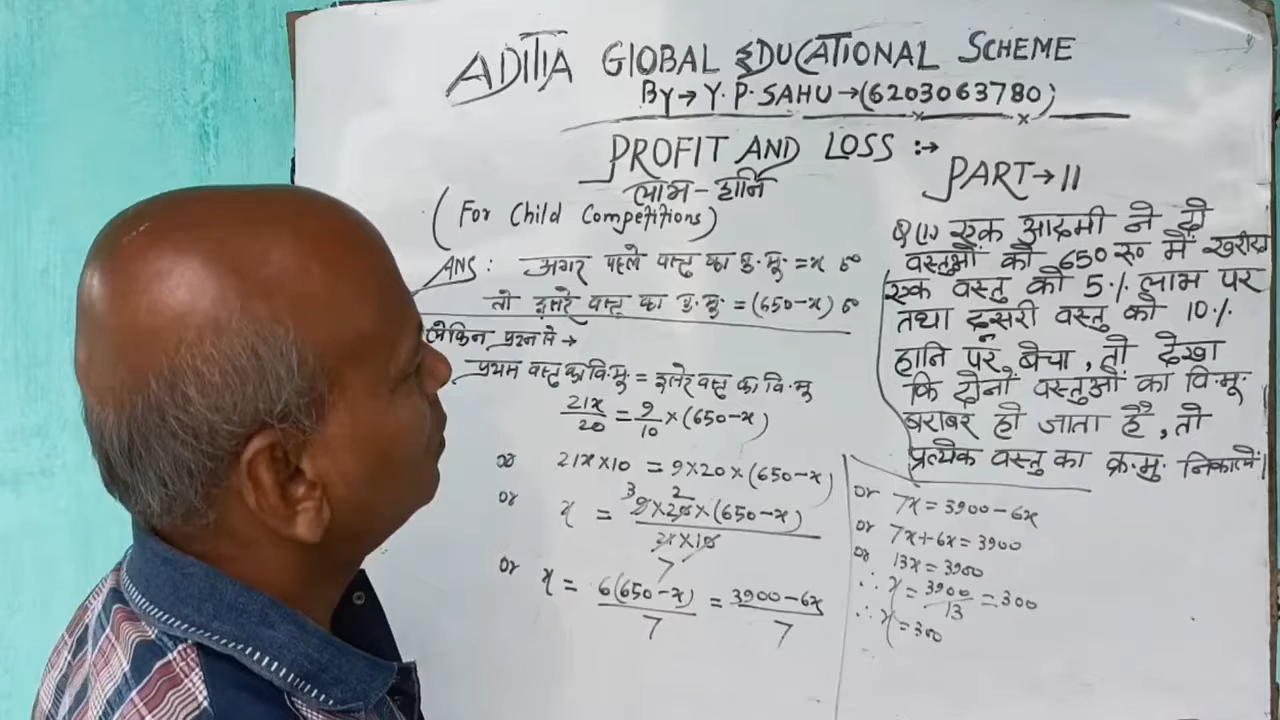 ADITIA GLOBAL EDUCATIONAL SCHEME
BY→Y.P.SAHU→(6203063780)
PROFIT AND LOSS :→
लाभ - हानि
PART→II
(For Child Competitions)
Q(1) एक आदमी ने दो
वस्तुओं को 650 रु० में खरीदा
एक वस्तु को 5% लाभ पर
तथा दूसरी वस्तु को 10%
हानि पर बेचा, तो देखा
कि दोनों वस्तुओं का वि.मू.
बराबर हो जाता है, तो
प्रत्येक वस्तु का क्र.मु. निकालें।
ANS: अगर पहले वस्तु का क्र.मू. = x रु०
तो दूसरे वस्तु का क्र.मू. = (650-x) रु०
लेकिन प्रश्न से →
प्रथम वस्तु का वि.मू. = दूसरे वस्तु का वि.मू
21x/20 = 9/10 × (650-x)
or 21x×10 = 9×20×(650-x)
or x = 9×20×(650-x)/21×10
3 2 7
or x = 6(650-x)/7 = 3900-6x/7
or 7x = 3900-6x
or 7x+6x = 3900
or 13x = 3900
∴ x = 3900/13 = 300
∴ x = 300